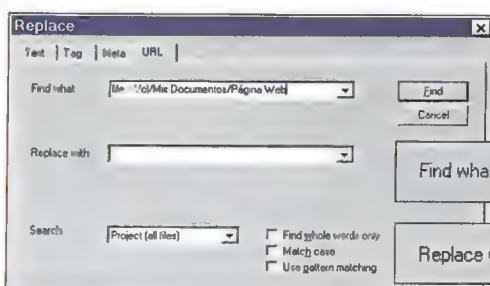 Replace
Text Tag Meta URL
Find what /Mis Documentos/Página Web
Find
Cancel
Replace with
Find wha
Search Project (all files)
Find whole words only
Match case
Use pattern matching
Replace